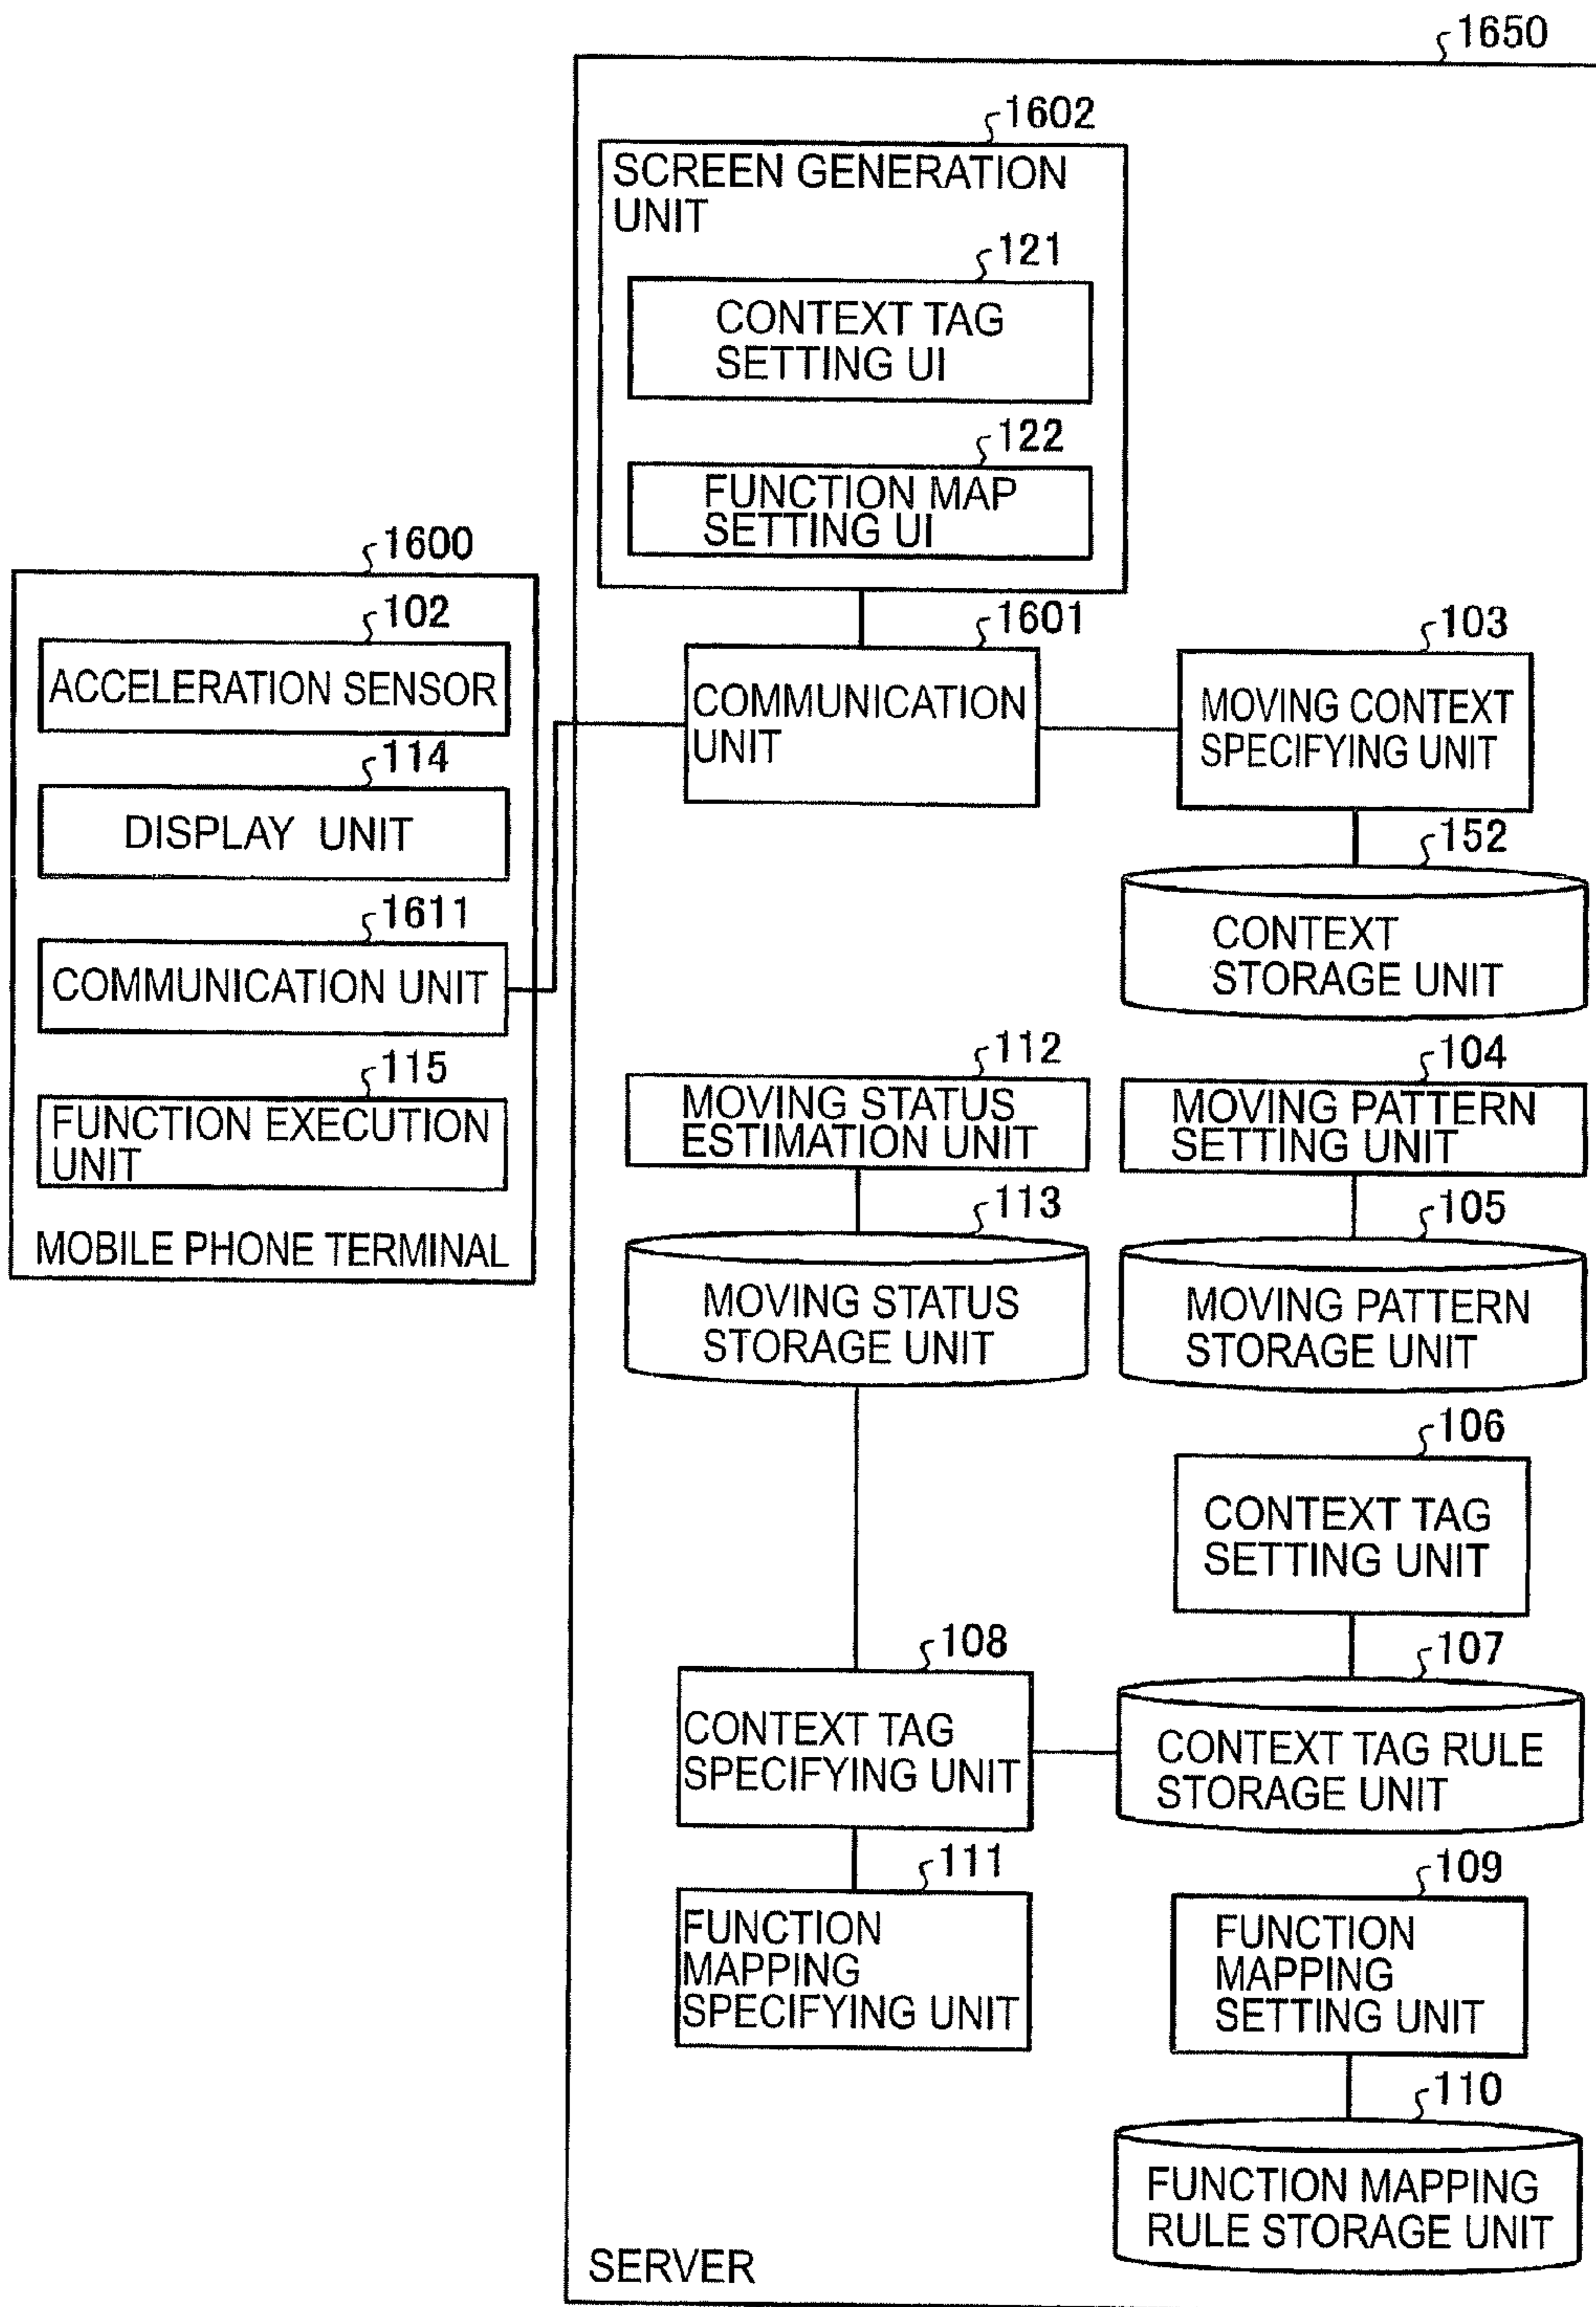 1650
1602
SCREEN GENERATION
UNIT
121
CONTEXT TAG
SETTING UI
122
FUNCTION MAP
SETTING UI
1600
102
ACCELERATION SENSOR
114
DISPLAY UNIT
1611
COMMUNICATION UNIT
115
FUNCTION EXECUTION
UNIT
MOBILE PHONE TERMINAL
1601
COMMUNICATION
UNIT
103
MOVING CONTEXT
SPECIFYING UNIT
152
CONTEXT
STORAGE UNIT
112
MOVING STATUS
ESTIMATION UNIT
104
MOVING PATTERN
SETTING UNIT
113
MOVING STATUS
STORAGE UNIT
105
MOVING PATTERN
STORAGE UNIT
106
CONTEXT TAG
SETTING UNIT
108
CONTEXT TAG
SPECIFYING UNIT
107
CONTEXT TAG RULE
STORAGE UNIT
111
FUNCTION
MAPPING
SPECIFYING UNIT
109
FUNCTION
MAPPING
SETTING UNIT
110
FUNCTION MAPPING
RULE STORAGE UNIT
SERVER